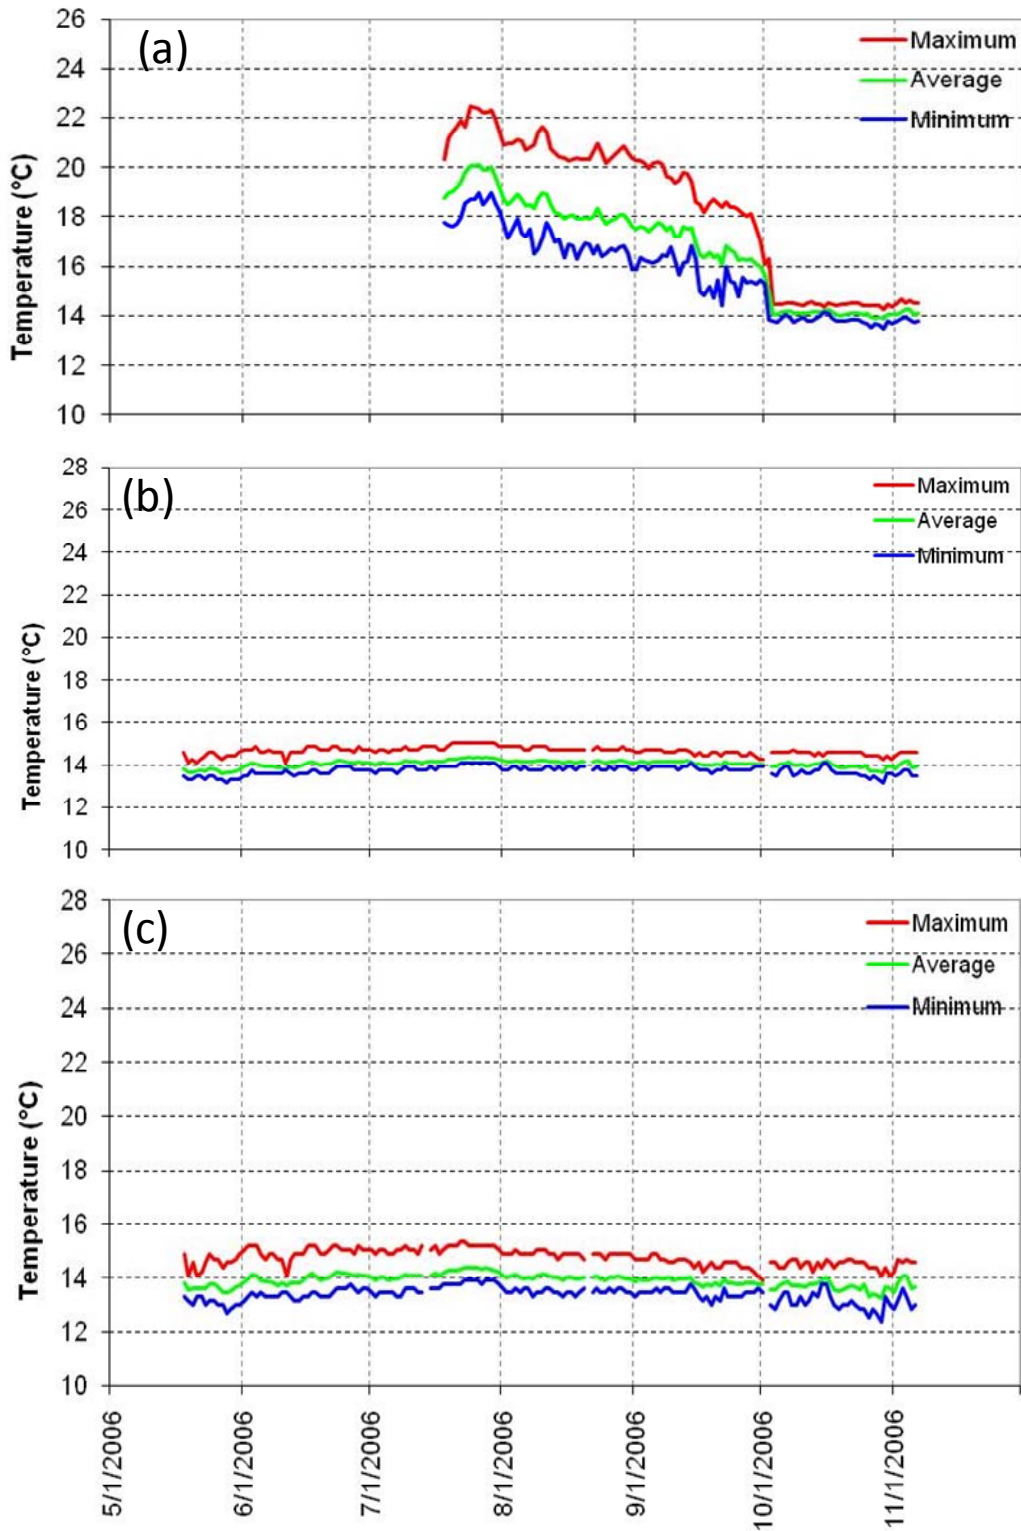 (a)
Maximum
Average
Minimum
26
24
22
20
18
16
14
12
10
Temperature (°C)
(b)
Maximum
Average
Minimum
28
26
24
22
20
18
16
14
12
10
Temperature (°C)
(c)
Maximum
Average
Minimum
28
26
24
22
20
18
16
14
12
10
Temperature (°C)
5/1/2006
6/1/2006
7/1/2006
8/1/2006
9/1/2006
10/1/2006
11/1/2006